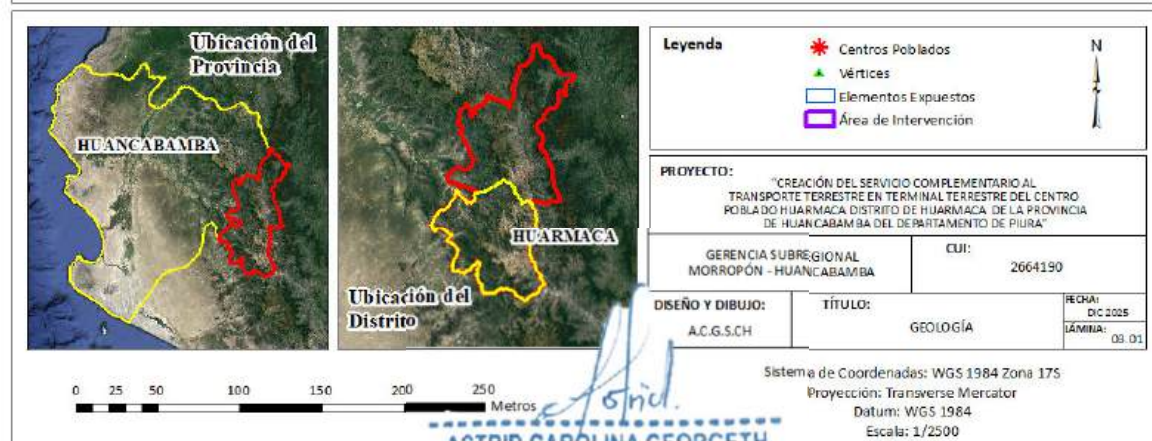 Ubicación del
Provincia
HUANCABAMBA
HUARMACA
Ubicación del
Distrito
Leyenda
Centros Poblados
Vértices
Elementos Expuestos
Área de Intervención
N
PROYECTO:
"CREACIÓN DEL SERVICIO COMPLEMENTARIO AL
TRANSPORTE TERRESTRE EN TERMINAL TERRESTRE DEL CENTRO
POBLADO HUARMACA DISTRITO DE HUARMACA DE LA PROVINCIA
DE HUANCABAMBA DEL DEPARTAMENTO DE PIURA"
GERENCIA SUBREGIONAL
MORROPÓN - HUANCABAMBA
CUI:
2664190
DISEÑO Y DIBUJO:
A.C.G.S.CH
TÍTULO:
GEOLOGÍA
FECHA:
DIC 2025
LÁMINA:
03.01
0 25 50 100 150 200 250
Metros
Sistema de Coordenadas: WGS 1984 Zona 17S
Proyección: Transverse Mercator
Datum: WGS 1984
Escala: 1/2500
ASTRID CAROLINA GEORGETH